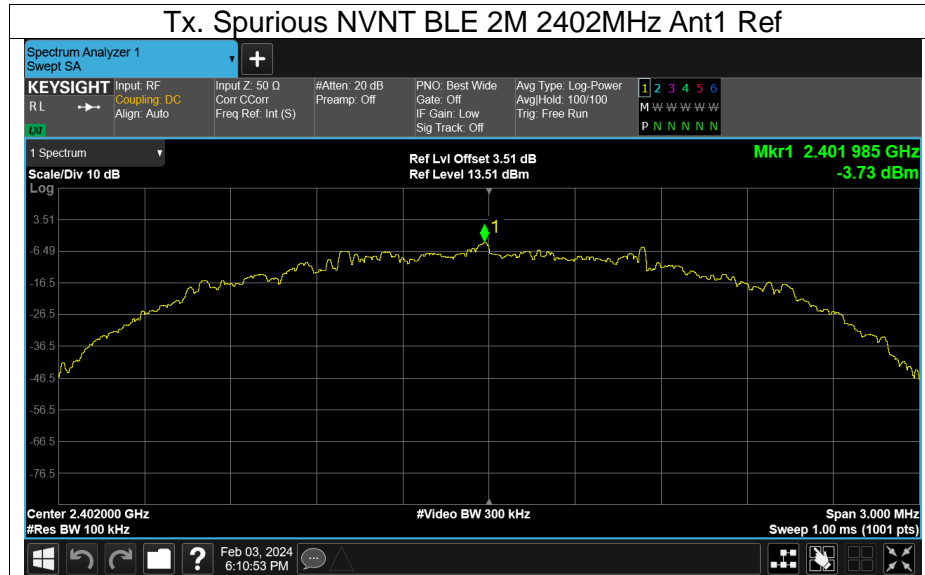 Tx. Spurious NVNT BLE 2M 2402MHz Ant1 Ref
Spectrum Analyzer 1
Swept SA
+
KEYSIGHT
R L
LXI
Input: RF
Coupling: DC
Align: Auto
Input Z: 50 Ω
Corr CCorr
Freq Ref: Int (S)
#Atten: 20 dB
Preamp: Off
PNO: Best Wide
Gate: Off
IF Gain: Low
Sig Track: Off
Avg Type: Log-Power
Avg|Hold: 100/100
Trig: Free Run
1 2 3 4 5 6
M W W W W W
P N N N N N
1 Spectrum
Scale/Div 10 dB
Ref Lvl Offset 3.51 dB
Ref Level 13.51 dBm
Mkr1 2.401 985 GHz
-3.73 dBm
Log
3.51
-6.49
-16.5
-26.5
-36.5
-46.5
-56.5
-66.5
-76.5
1
Center 2.402000 GHz
#Res BW 100 kHz
#Video BW 300 kHz
Span 3.000 MHz
Sweep 1.00 ms (1001 pts)
?
Feb 03, 2024
6:10:53 PM